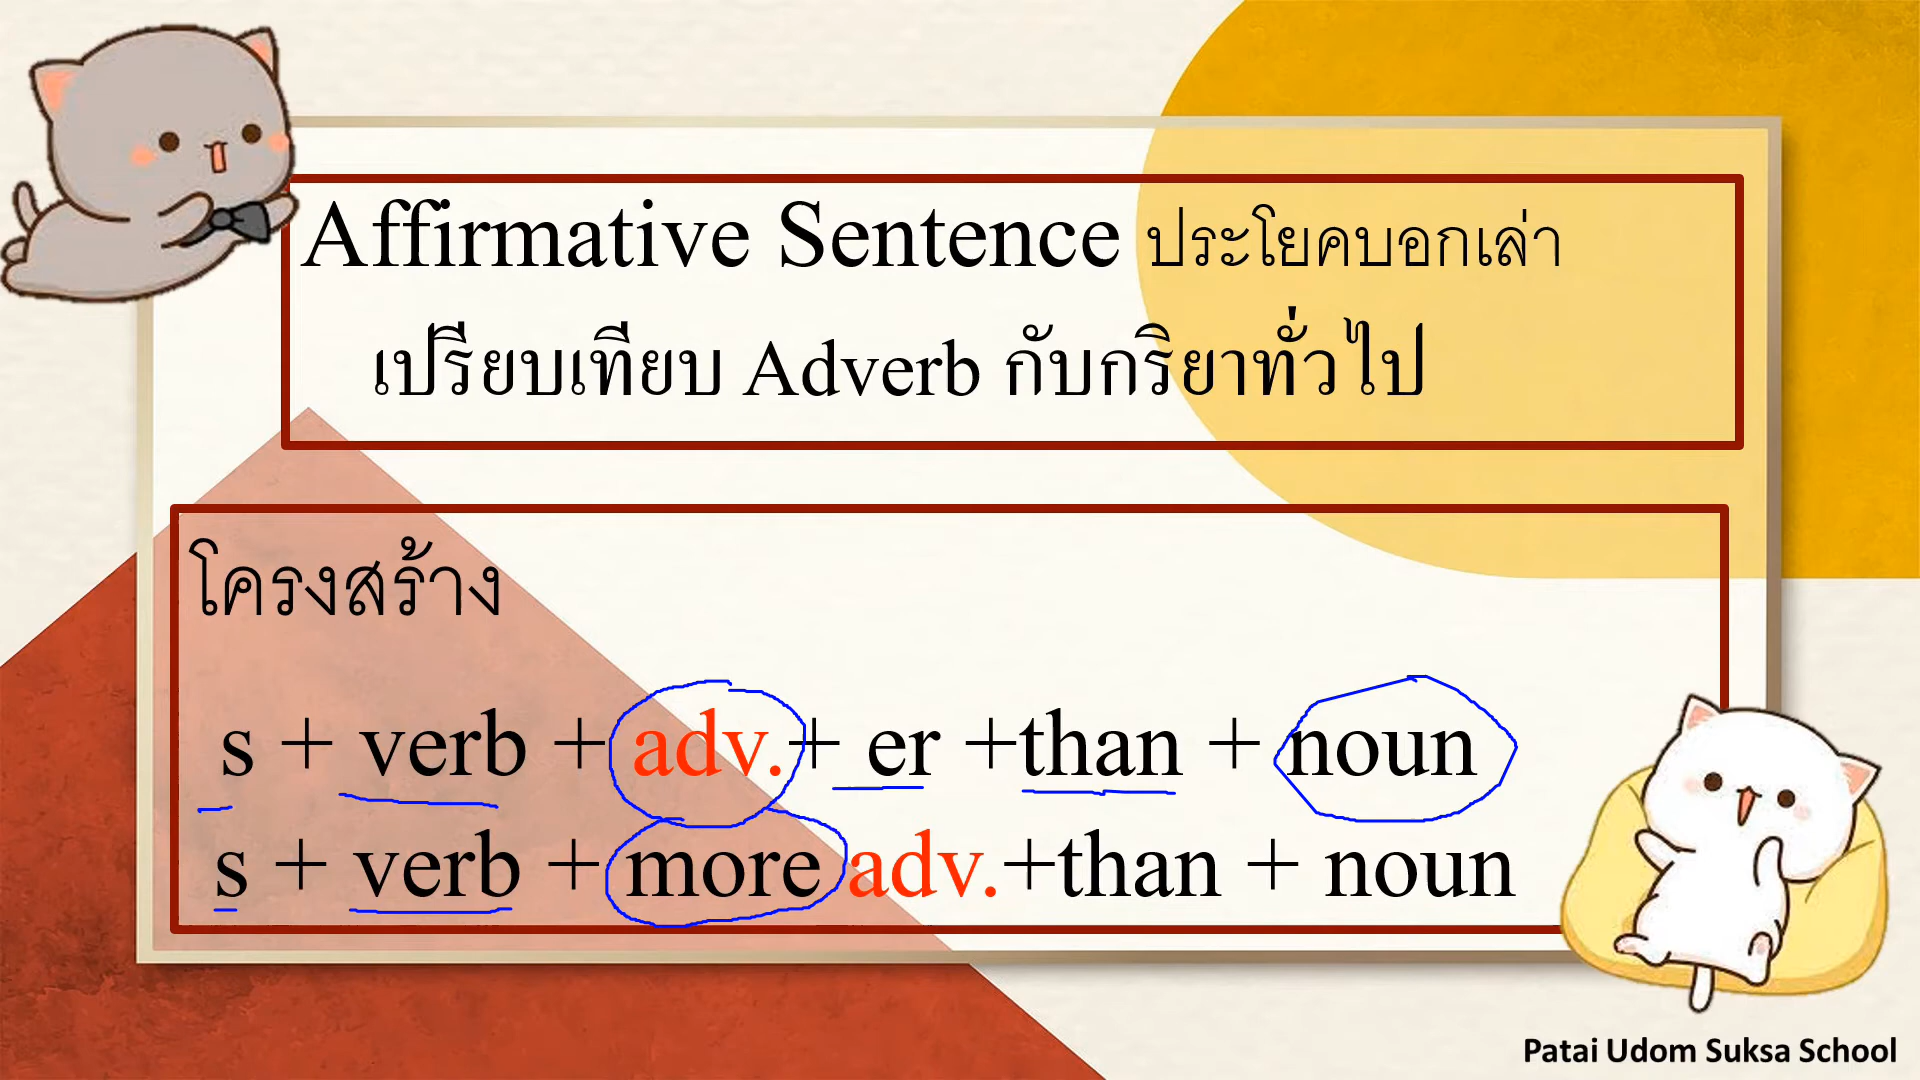 Affirmative Sentence ประโยคบอกเล่า
เปรียบเทียบ Adverb กับกริยาทั่วไป
โครงสร้าง
s + verb + adv.+ er +than + noun
s + verb + more adv.+than + noun
Patai Udom Suksa School